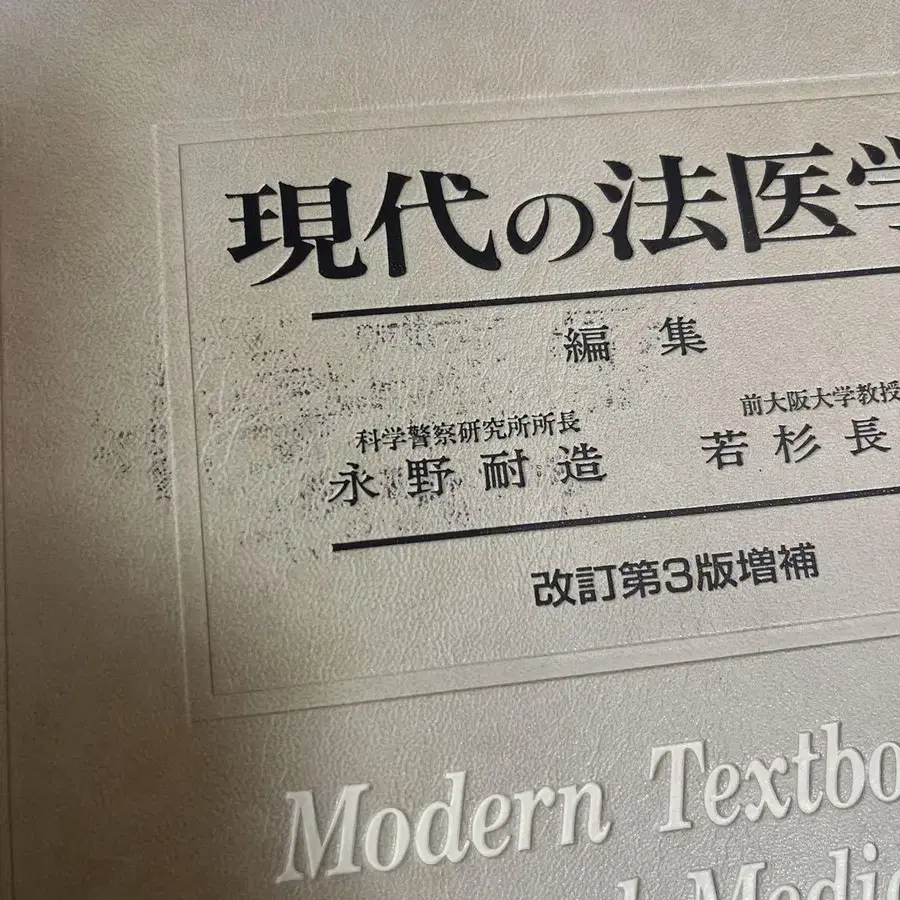 現代の法医学
編集
科学警察研究所所長
永野耐造
前大阪大学教授
若杉長
改訂第3版増補
Modern Textbo
l Medic